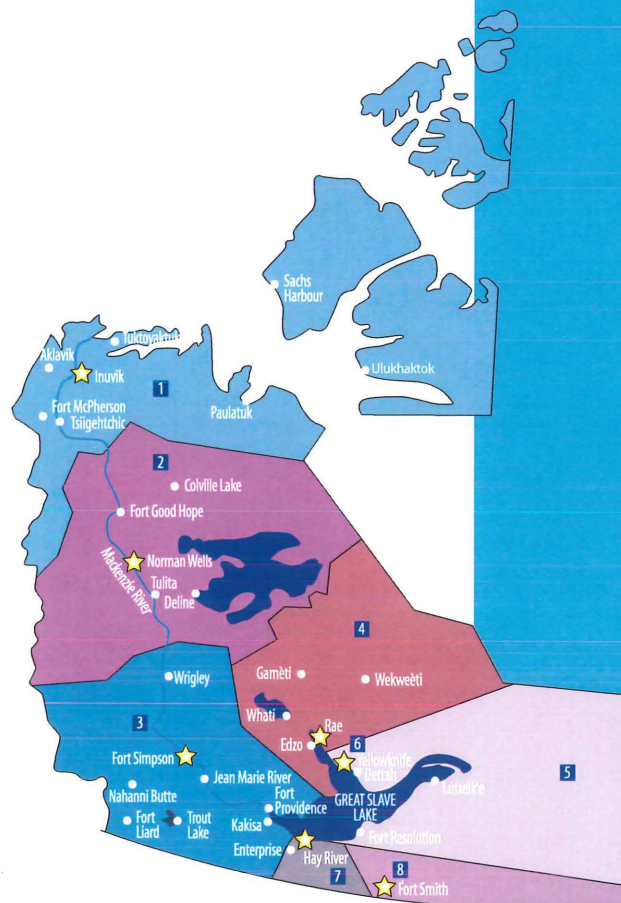 Sachs
Harbour
Tuktoyaktuk
Aklavik
Inuvik
Ulukhaktok
1
Fort McPherson
Paulatuk
Tsiigehtchic
2
Colville Lake
Fort Good Hope
Norman Wells
Mackenzie River
Tulita
Deline
4
Gamèti
Wrigley
Wekweèti
Whati
3
Rae
Edzo
6
Fort Simpson
Yellowknife
Dettah
5
Jean Marie River
Lutselk'e
Nahanni Butte
Fort
Providence
GREAT SLAVE
LAKE
Fort
Liard
Trout
Lake
Kakisa
Fort Resolution
Enterprise
Hay River
7
8
Fort Smith